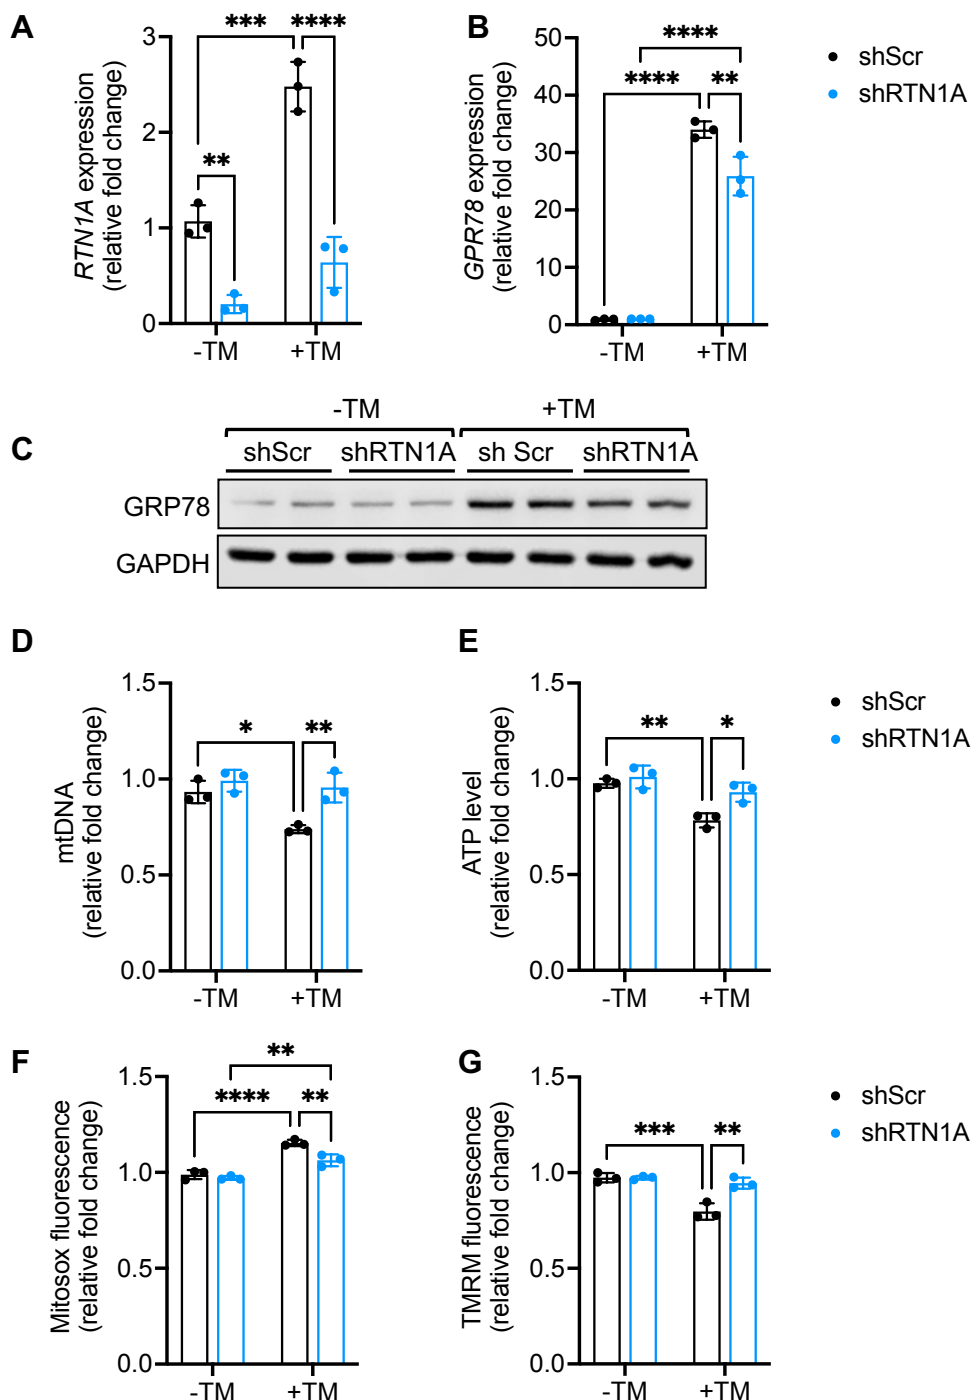 A
***
****
3
2
1
0
**
RTN1A expression
(relative fold change)
-TM
+TM
B
****
****
**
50
40
30
20
10
0
GPR78 expression
(relative fold change)
-TM
+TM
shScr
shRTN1A
C
-TM
+TM
shScr
shRTN1A
sh Scr
shRTN1A
GRP78
GAPDH
D
1.5
1.0
0.5
0.0
*
**
mtDNA
(relative fold change)
-TM
+TM
E
1.5
1.0
0.5
0.0
**
*
ATP level
(relative fold change)
-TM
+TM
shScr
shRTN1A
F
**
****
**
1.5
1.0
0.5
0.0
Mitosox fluorescence
(relative fold change)
-TM
+TM
G
1.5
1.0
0.5
0.0
***
**
TMRM fluorescence
(relative fold change)
-TM
+TM
shScr
shRTN1A